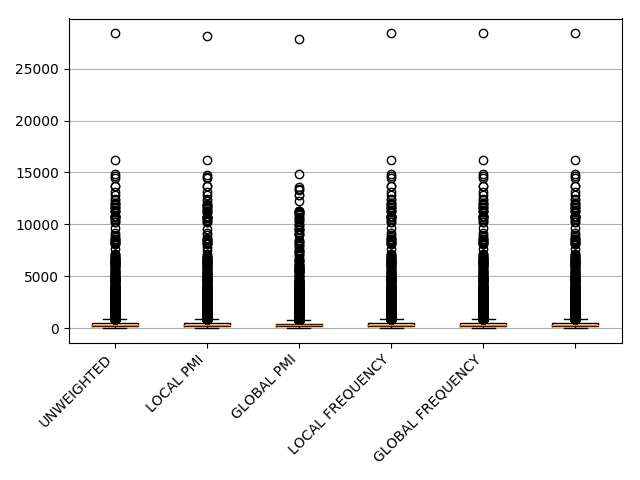 25000
20000
15000
10000
5000
0
UNWEIGHTED
LOCAL PMI
GLOBAL PMI
LOCAL FREQUENCY
GLOBAL FREQUENCY